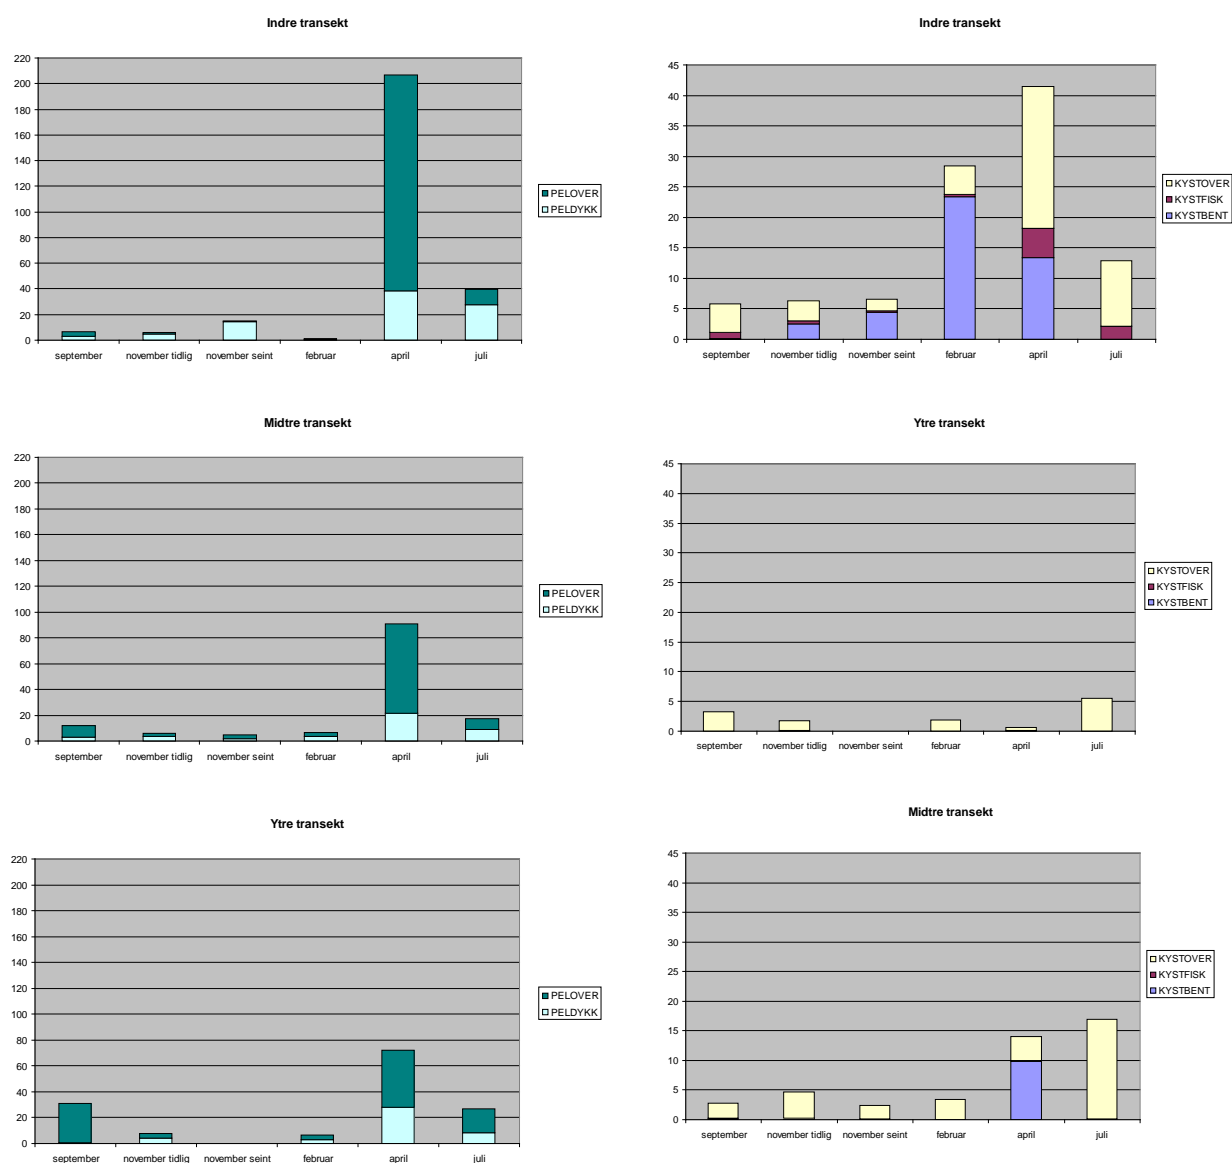 Indre transekt
220
200
180
160
140
120
100
80
60
40
20
0
september
november tidlig
november seint
februar
april
juli
PELOVER
PELDYKK
Indre transekt
45
40
35
30
25
20
15
10
5
0
september
november tidlig
november seint
februar
april
juli
KYSTOVER
KYSTFISK
KYSTBENT
Midtre transekt
220
200
180
160
140
120
100
80
60
40
20
0
september
november tidlig
november seint
februar
april
juli
PELOVER
PELDYKK
Ytre transekt
45
40
35
30
25
20
15
10
5
0
september
november tidlig
november seint
februar
april
juli
KYSTOVER
KYSTFISK
KYSTBENT
Ytre transekt
220
200
180
160
140
120
100
80
60
40
20
0
september
november tidlig
november seint
februar
april
juli
PELOVER
PELDYKK
Midtre transekt
45
40
35
30
25
20
15
10
5
0
september
november tidlig
november seint
februar
april
juli
KYSTOVER
KYSTFISK
KYSTBENT